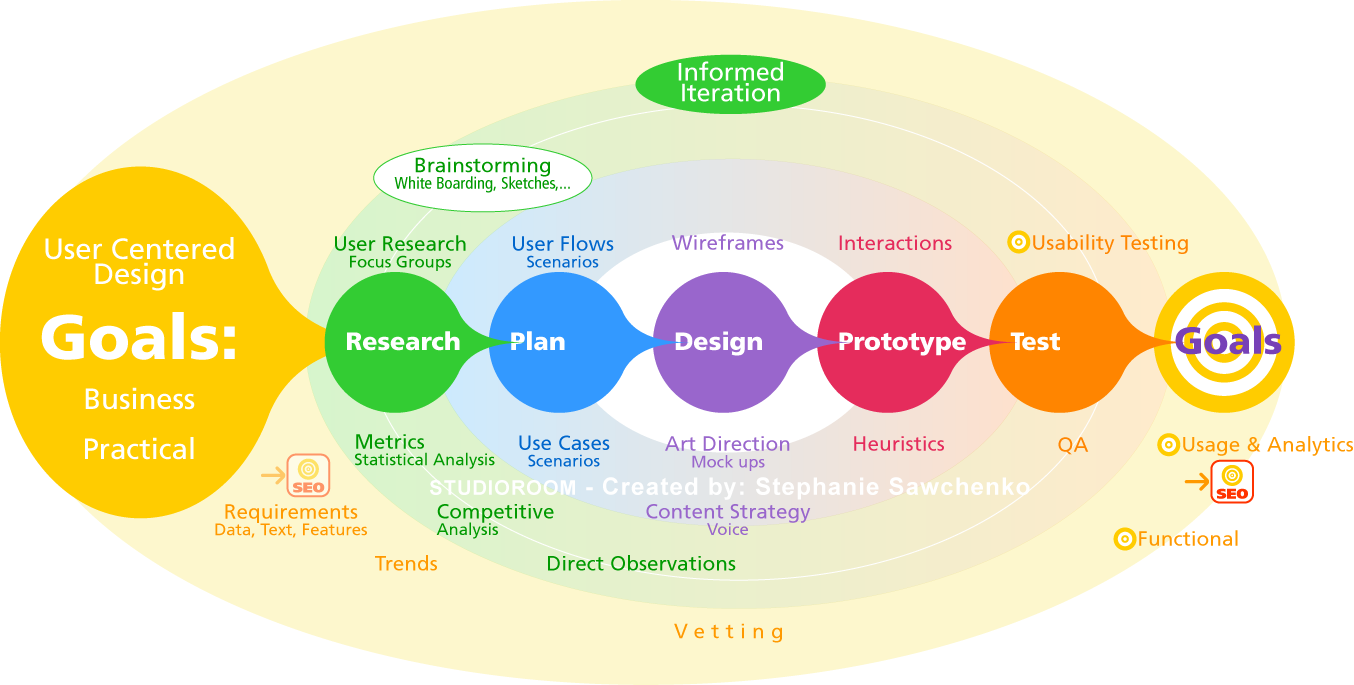 Informed
Iteration
Brainstorming
White Boarding, Sketches,...
User Centered
Design
Goals:
Business
Practical
User Research
Focus Groups
User Flows
Scenarios
Wireframes
Interactions
Usability Testing
Research
Plan
Design
Prototype
Test
Goals
Metrics
Statistical Analysis
Use Cases
Scenarios
Art Direction
Mock ups
Heuristics
QA
Usage & Analytics
SEO
SEO
STUDIOROOM - Created by: Stephanie Sawchenko
Requirements
Data, Text, Features
Competitive
Analysis
Content Strategy
Voice
Functional
Trends
Direct Observations
Vetting